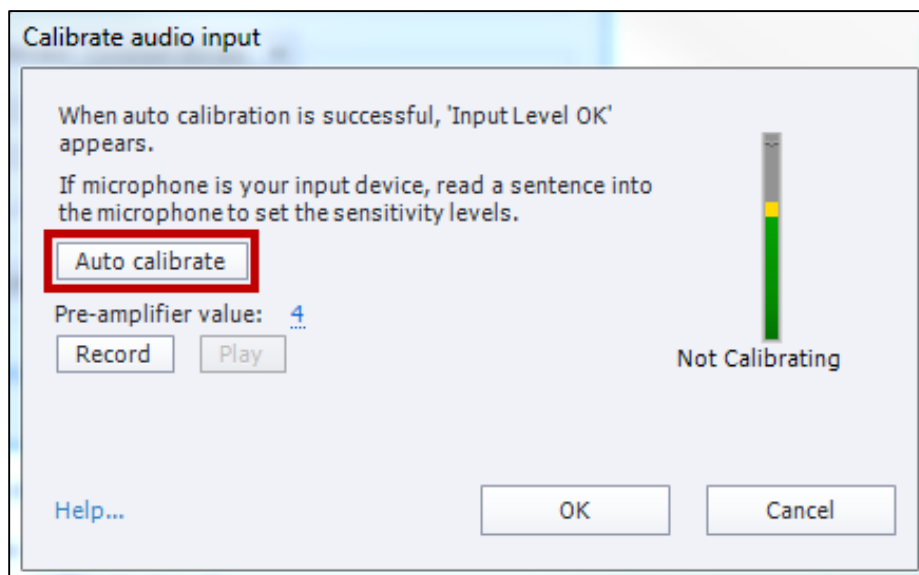 Calibrate audio input
When auto calibration is successful, 'Input Level OK'
appears.
If microphone is your input device, read a sentence into
the microphone to set the sensitivity levels.
Auto calibrate
Pre-amplifier value: 4
Record Play
Not Calibrating
Help... OK Cancel